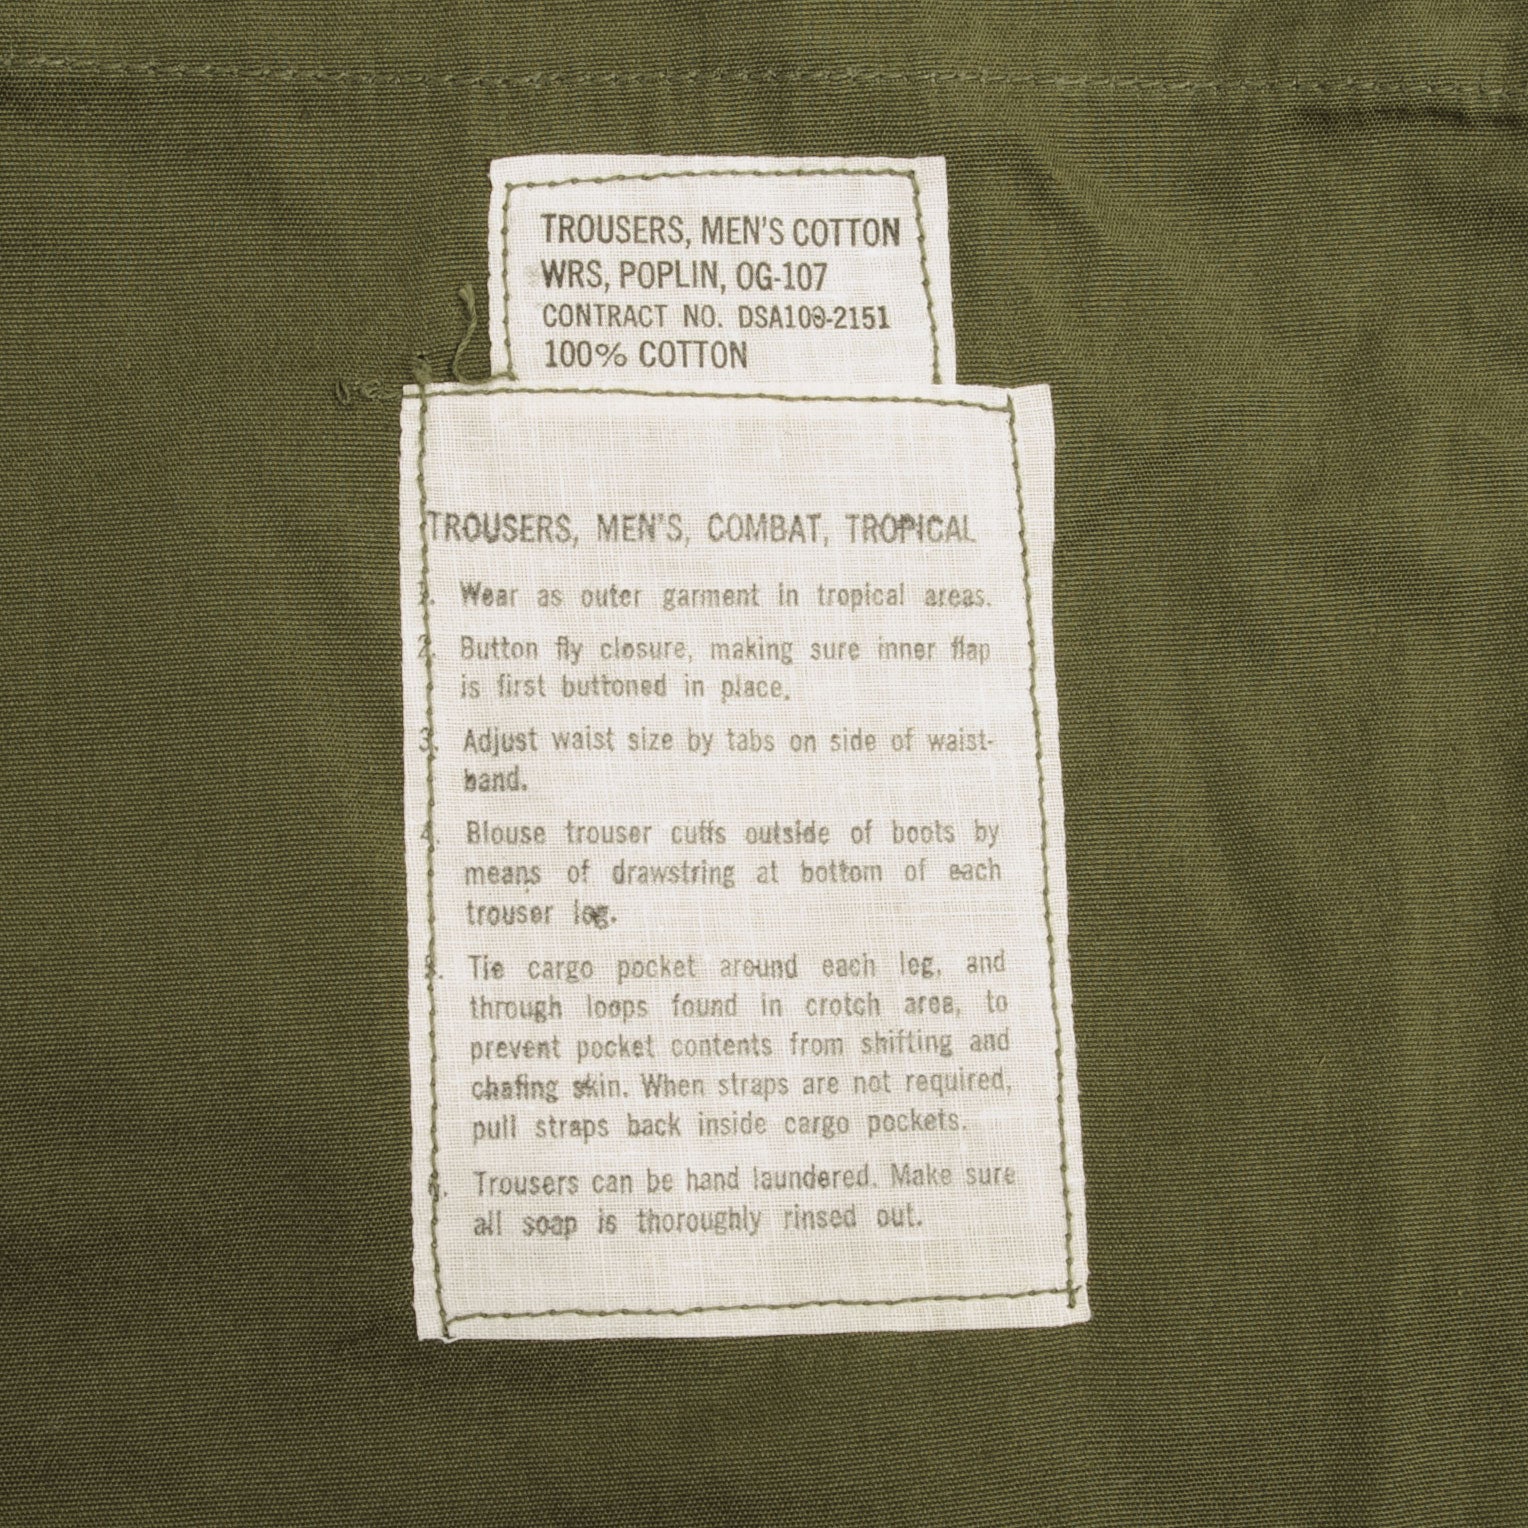 TROUSERS, MEN'S COTTON
WRS, POPLIN, OG-107
CONTRACT NO. DSA100-2151
100% COTTON
TROUSERS, MEN'S, COMBAT, TROPICAL
1. Wear as outer garment in tropical areas.
2. Button fly closure, making sure inner flap
is first buttoned in place.
3. Adjust waist size by tabs on side of waist-
band.
4. Blouse trouser cuffs outside of boots by
means of drawstring at bottom of each
trouser leg.
5. Tie cargo pocket around each leg, and
through loops found in crotch area, to
prevent pocket contents from shifting and
chafing skin. When straps are not required,
pull straps back inside cargo pockets.
6. Trousers can be hand laundered. Make sure
all soap is thoroughly rinsed out.